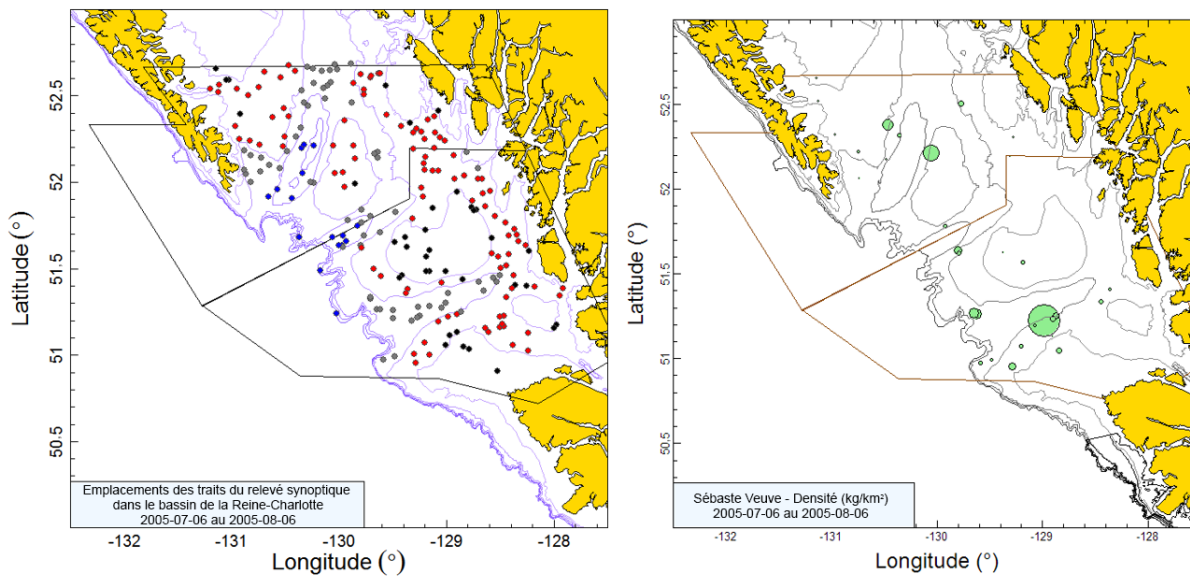 52.5
52
51.5
51
50.5
Latitude (°)
Emplacements des traits du relevé synoptique
dans le bassin de la Reine-Charlotte
2005-07-06 au 2005-08-06
-132
-131
-130
-129
-128
Longitude (°)
52.5
52
51.5
51
50.5
Latitude (°)
Sébaste Veuve - Densité (kg/km²)
2005-07-06 au 2005-08-06
-132
-131
-130
-129
-128
Longitude (°)